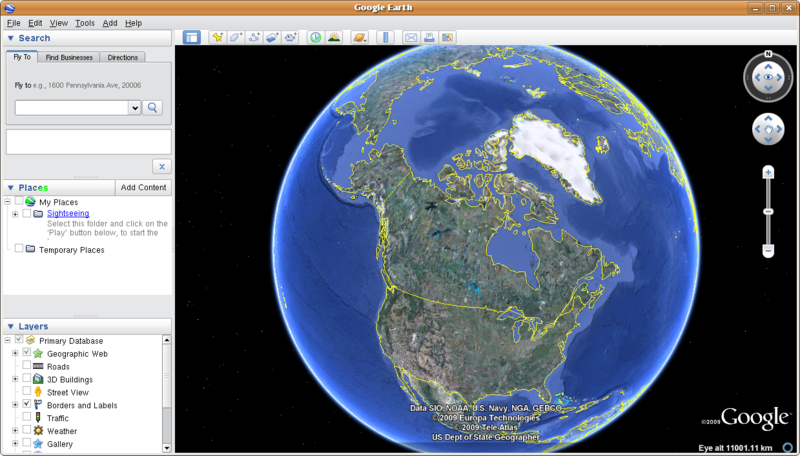 Google Earth
File Edit View Tools Add Help
Search
Fly To Find Businesses Directions
Fly to e.g., 1600 Pennsylvania Ave, 20006
Places
Add Content
My Places
Sightseeing
Select this folder and click on the
'Play' button below, to start the
Temporary Places
Layers
Primary Database
Geographic Web
Roads
3D Buildings
Street View
Borders and Labels
Traffic
Weather
Gallery
N
Data SIO, NOAA, U.S. Navy, NGA, GEBCO
© 2009 Europa Technologies
© 2009 Tele Atlas
US Dept of State Geographer
©2009 Google
Eye alt 11001.11 km